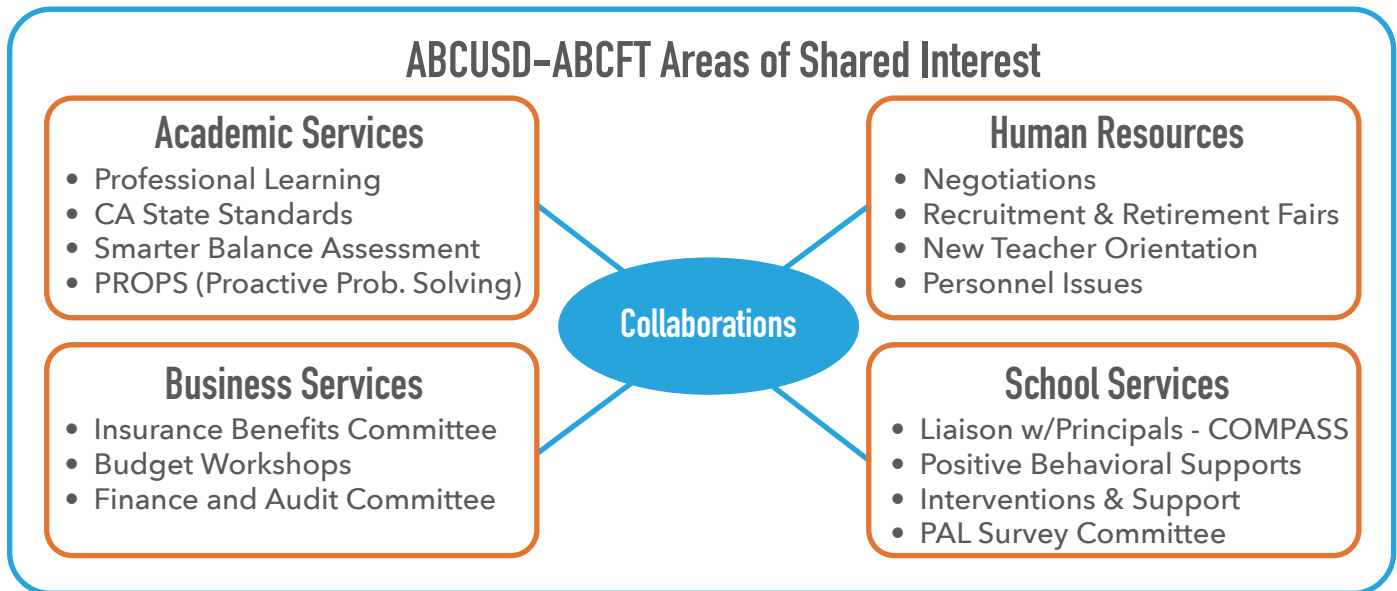 ABCUSD–ABCFT Areas of Shared Interest
Academic Services
• Professional Learning
• CA State Standards
• Smarter Balance Assessment
• PROPS (Proactive Prob. Solving)
Human Resources
• Negotiations
• Recruitment & Retirement Fairs
• New Teacher Orientation
• Personnel Issues
Collaborations
Business Services
• Insurance Benefits Committee
• Budget Workshops
• Finance and Audit Committee
School Services
• Liaison w/Principals - COMPASS
• Positive Behavioral Supports
• Interventions & Support
• PAL Survey Committee